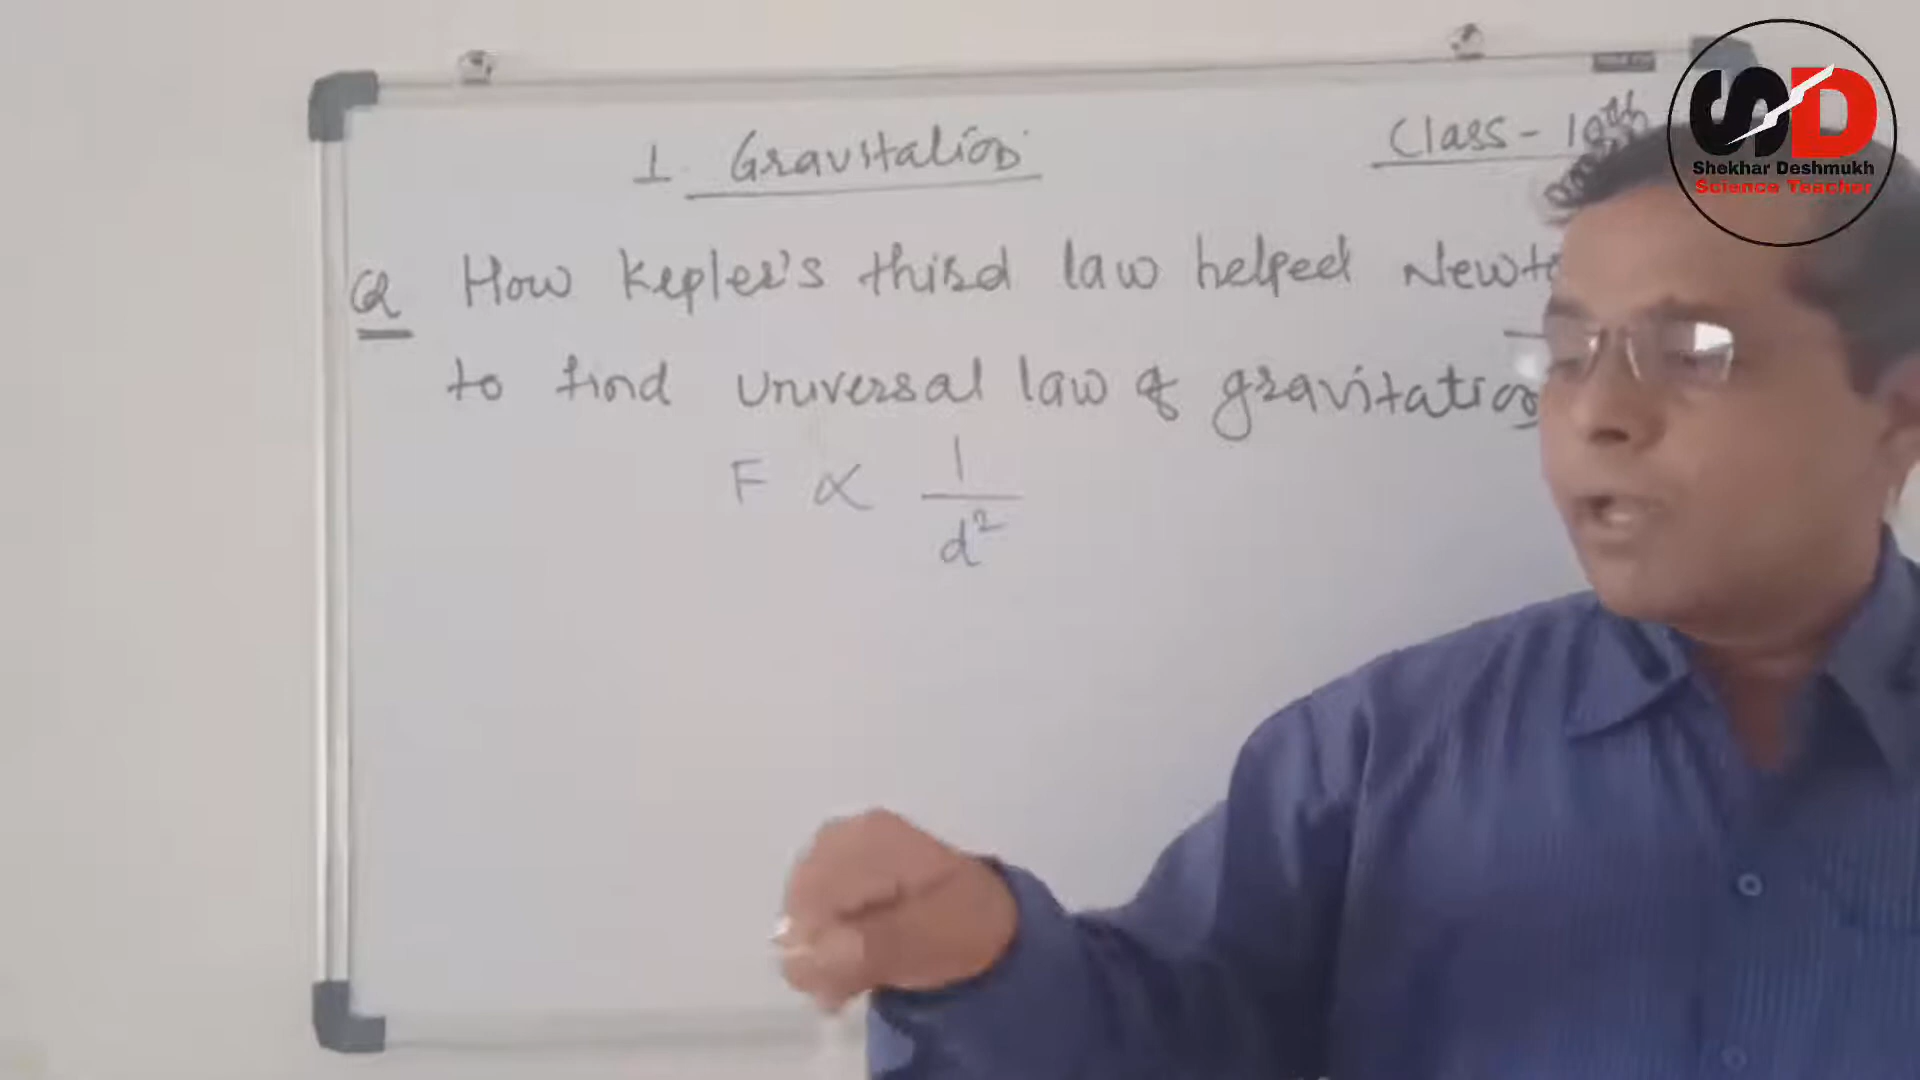 1. Gravitation
Class - 10th
Q How Kepler's third law helped
to find universal law of gravitation
F ∝ 1/d²
SD
Shekhar Deshmukh
Science Teacher